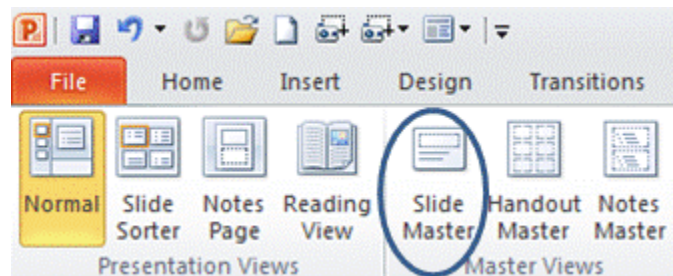 P
File Home Insert Design Transitions
Normal Slide Sorter Notes Page Reading View Slide Master Handout Master Notes Master
Presentation Views Master Views